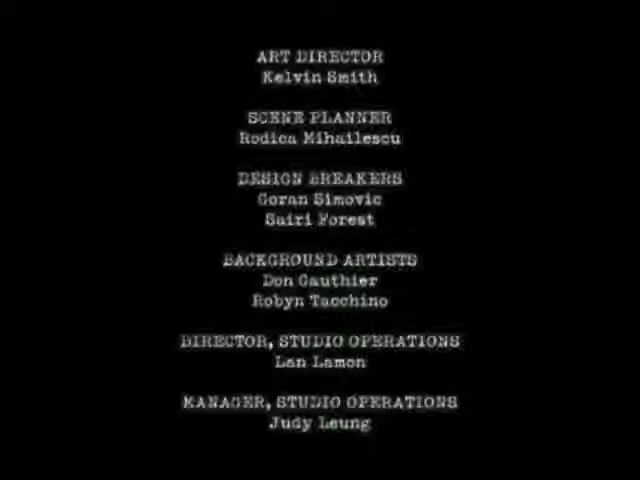 ART DIRECTOR
Kelvin Smith
SCENE PLANNER
Rodica Mihailescu
DESIGN BREAKERS
Goran Simovic
Sairi Forest
BACKGROUND ARTISTS
Don Gauthier
Robyn Tacchino
DIRECTOR, STUDIO OPERATIONS
Lan Lamon
MANAGER, STUDIO OPERATIONS
Judy Leung